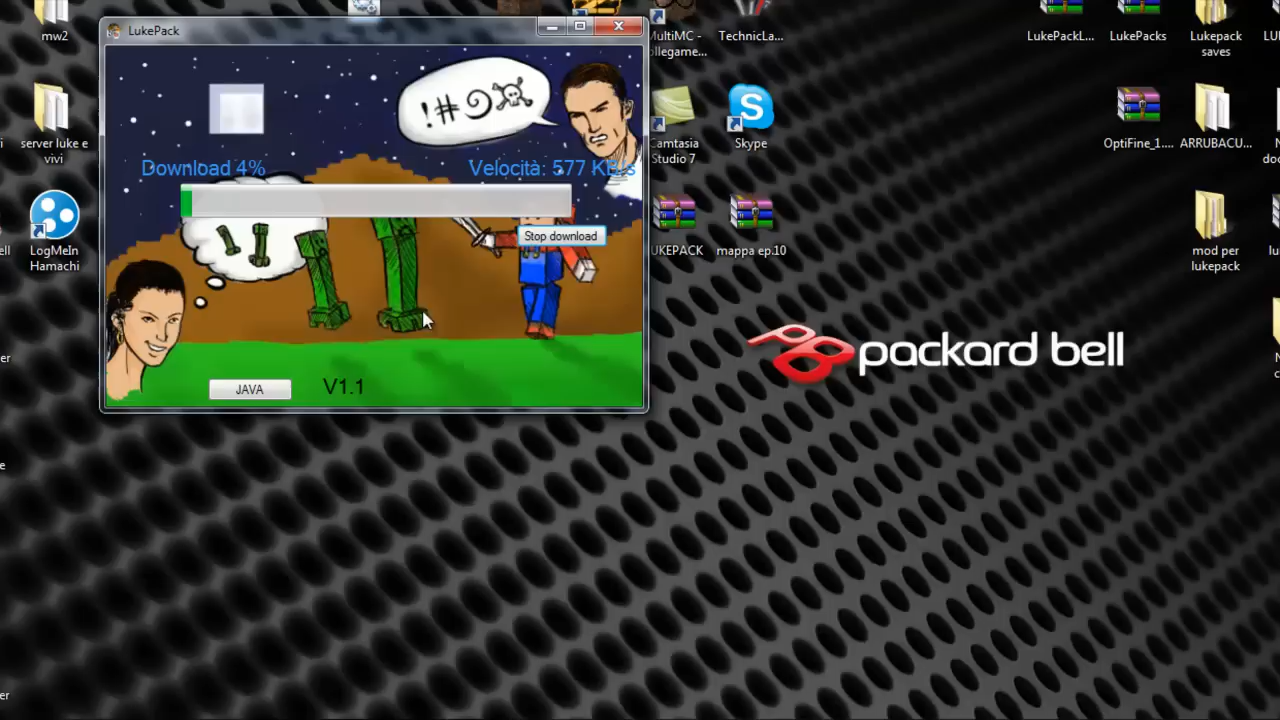 mw2
LukePack
MultiMC -
TechnicLa...
LukePackL...
LukePacks
Lukepack
saves
!#
Download 4%
Velocità: 577 KB/s
server luke e
vivi
Camtasia
Studio 7
S
Skype
OptiFine_1....
ARRUBACU...
Stop download
LogMeIn
Hamachi
UKEPACK
mappa ep.10
mod per
lukepack
packard bell
JAVA
V1.1